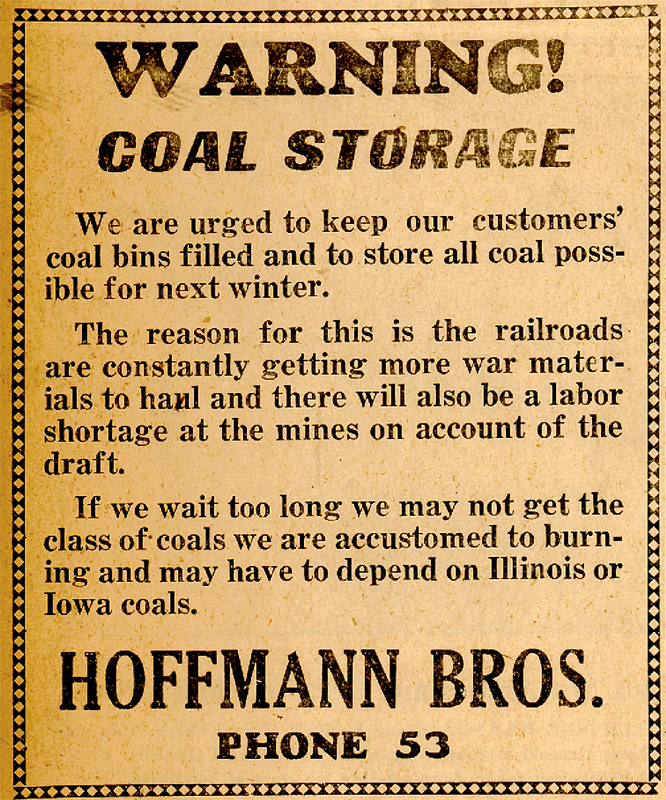 WARNING!
COAL STORAGE
We are urged to keep our customers'
coal bins filled and to store all coal poss-
ible for next winter.
The reason for this is the railroads
are constantly getting more war mater-
ials to haul and there will also be a labor
shortage at the mines on account of the
draft.
If we wait too long we may not get the
class of coals we are accustomed to burn-
ing and may have to depend on Illinois or
Iowa coals.
HOFFMANN BROS.
PHONE 53